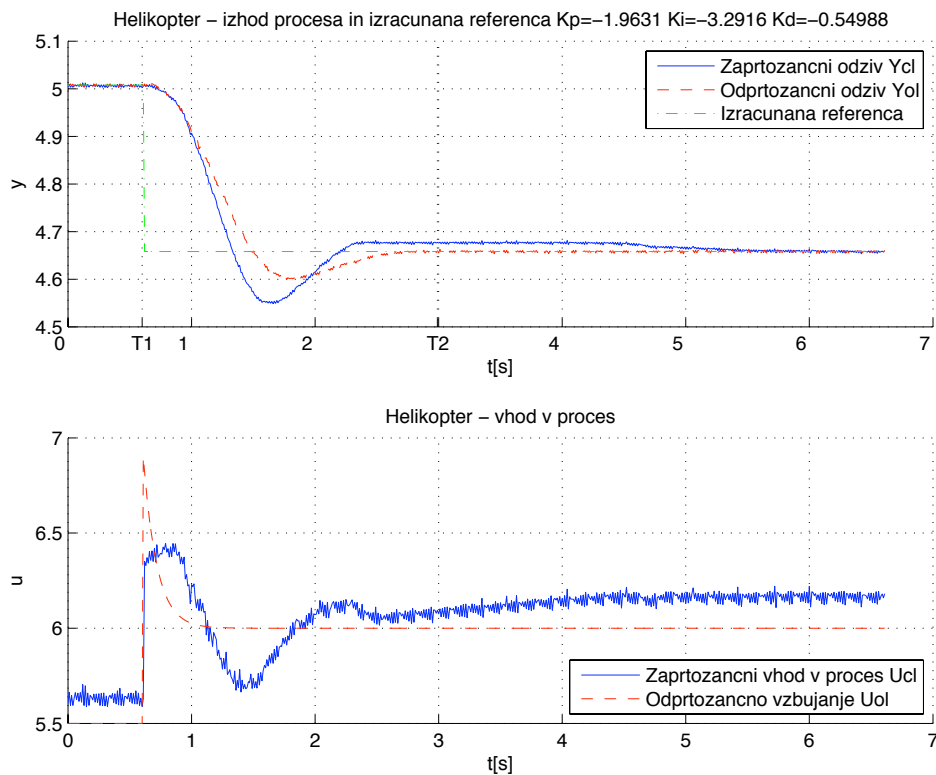 Helikopter – izhod procesa in izracunana referenca Kp=−1.9631 Ki=−3.2916 Kd=−0.54988
5.1
5
4.9
4.8
4.7
4.6
4.5
y
Zaprtozancni odziv Ycl
Odprtozancni odziv Yol
Izracunana referenca
0 T1 1 2 T2 4 5 6 7
t[s]
Helikopter – vhod v proces
7
6.5
6
5.5
u
Zaprtozancni vhod v proces Ucl
Odprtozancno vzbujanje Uol
0 1 2 3 4 5 6 7
t[s]